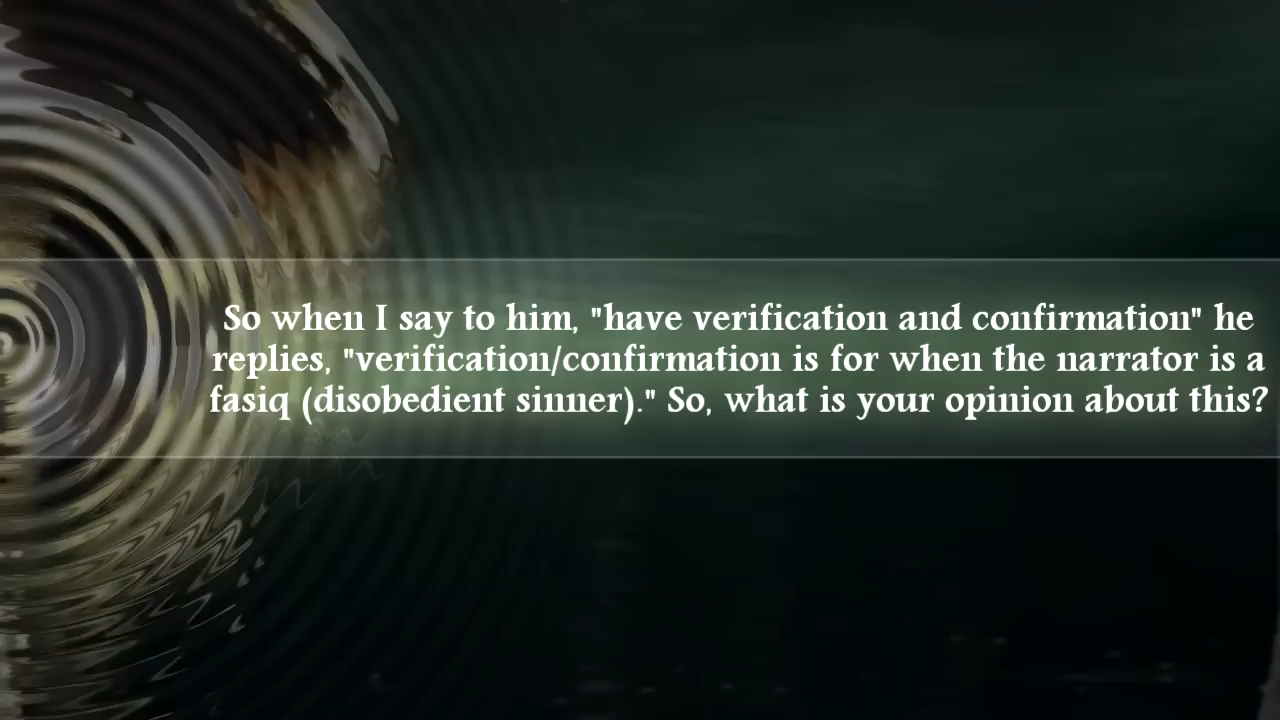 So when I say to him, "have verification and confirmation" he
replies, "verification/confirmation is for when the narrator is a
fasiq (disobedient sinner)." So, what is your opinion about this?